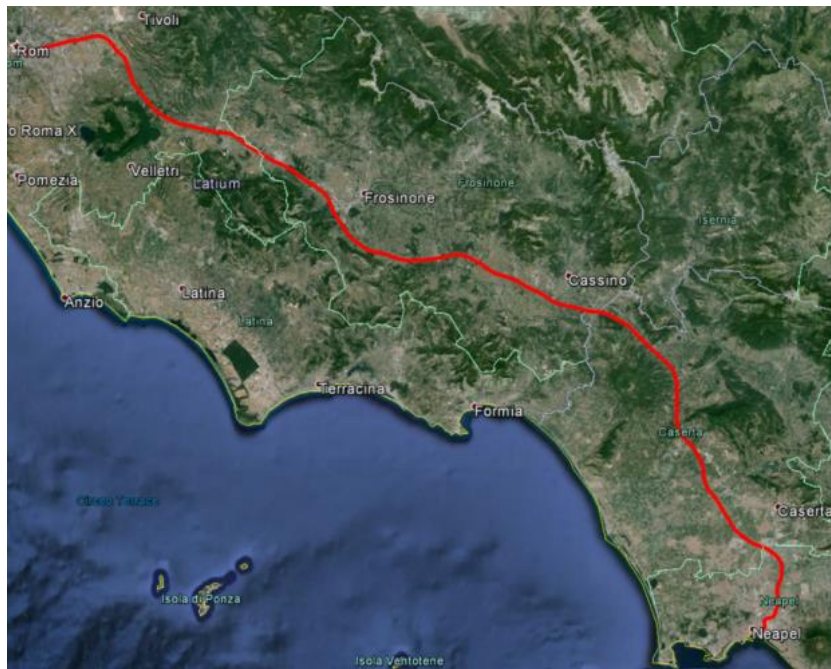 Tivoli
Rom
o Roma X
Velletri
Pomezia
Latium
Frosinone
Frosinone
Isernia
Cassino
Latina
Anzio
Latina
Terracina
Formia
Caserta
Circeo Terrace
Caserta
Isola di Ponza
Neapel
Neapel
Isola Ventotene